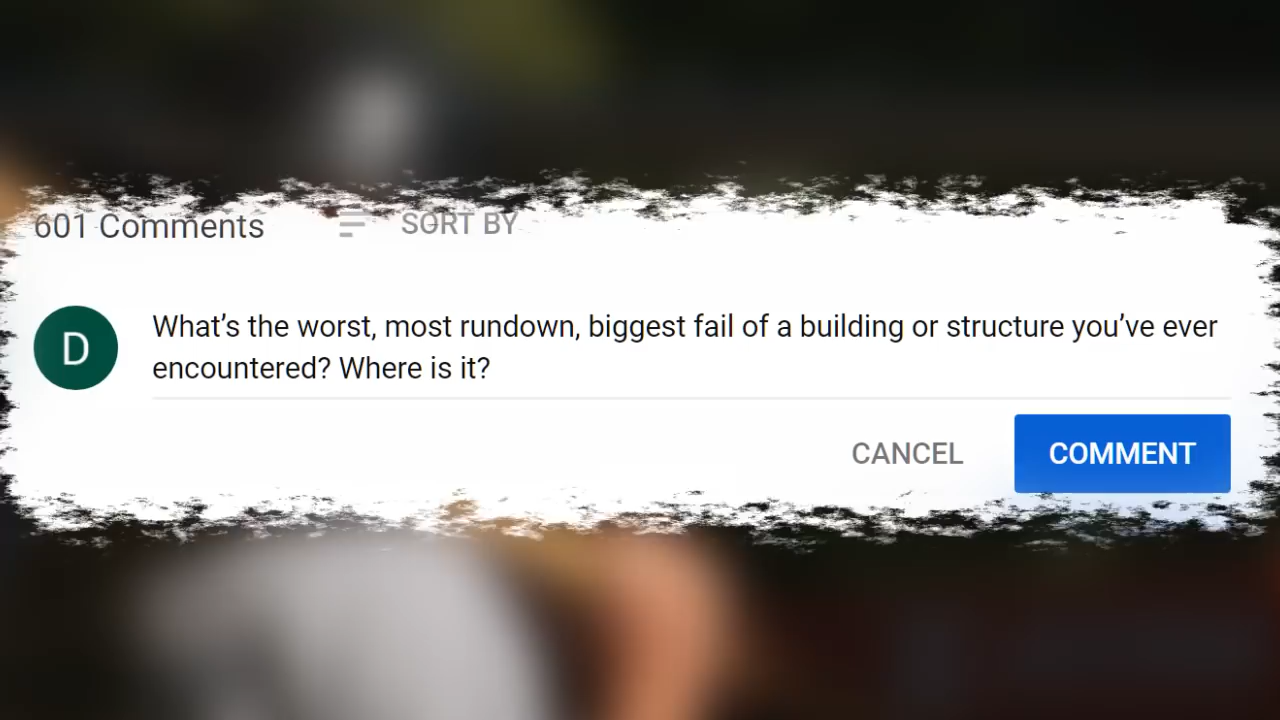 601 Comments SORT BY
D
What’s the worst, most rundown, biggest fail of a building or structure you’ve ever
encountered? Where is it?
CANCEL COMMENT